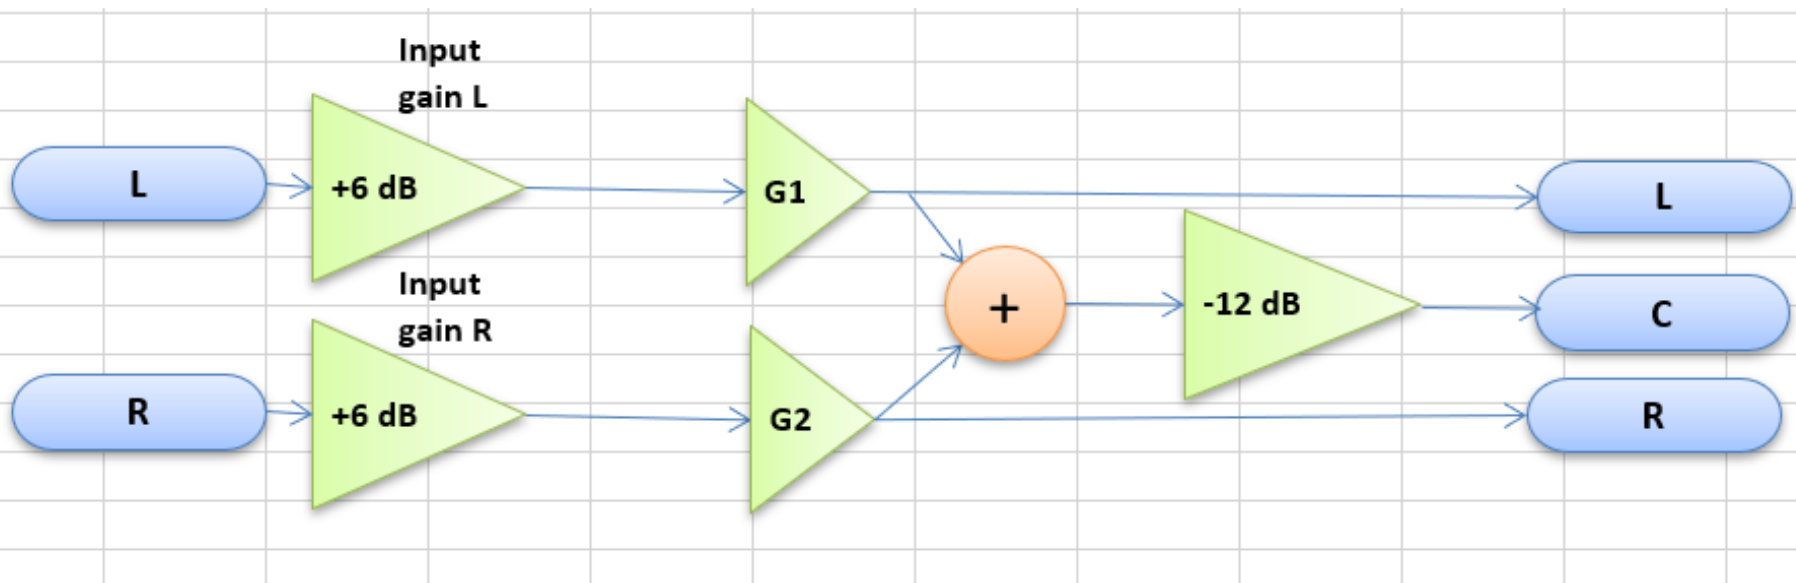 Input
gain L
L
+6 dB
G1
L
Input
gain R
+
-12 dB
C
R
+6 dB
G2
R